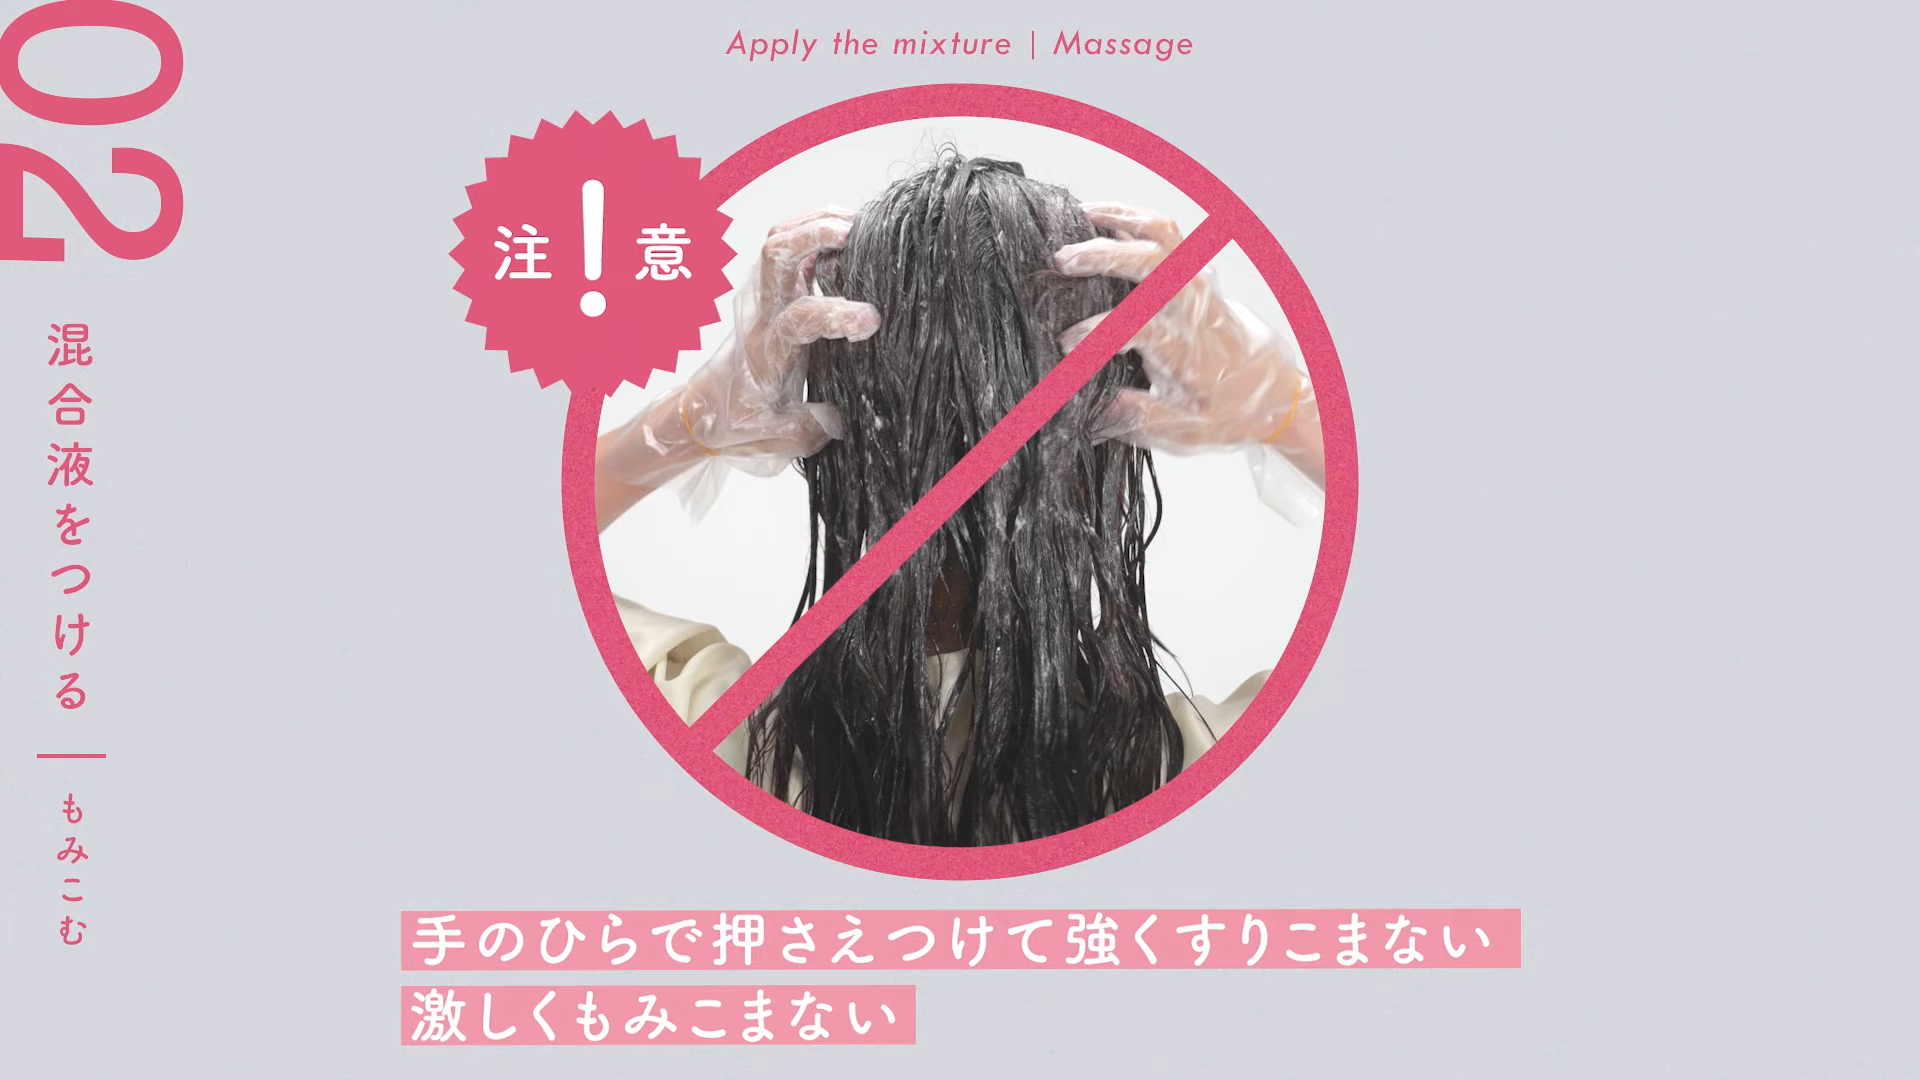 02
混合液をつける
もみこむ
Apply the mixture | Massage
注!意
手のひらで押さえつけて強くすりこまない
激しくもみこまない